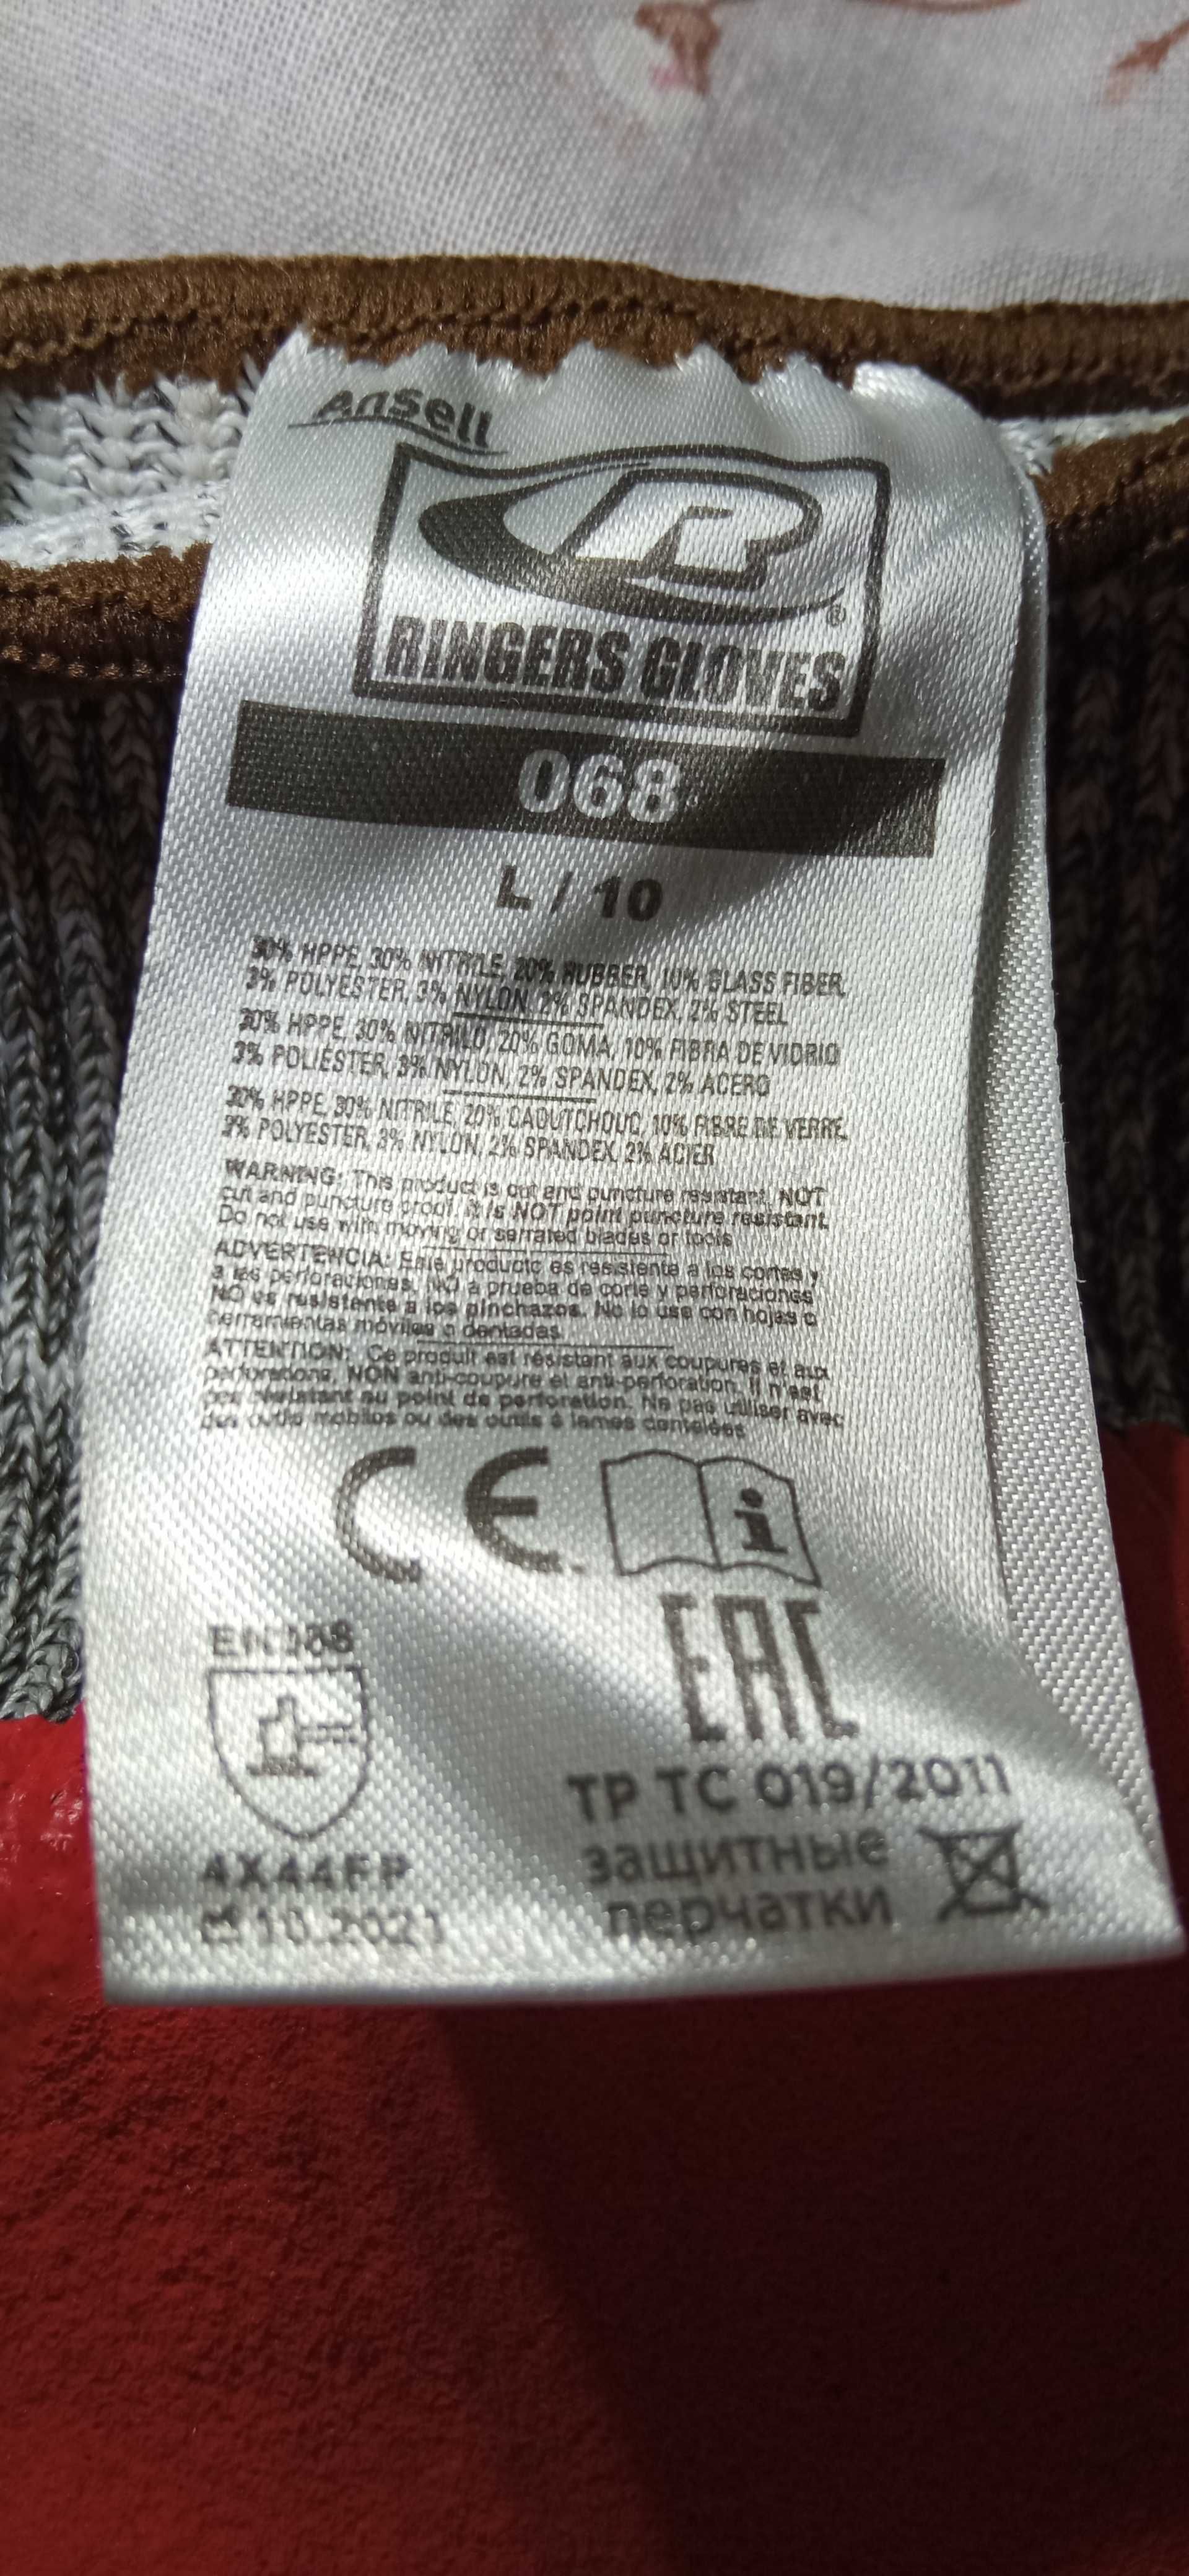 Ansell
R
®
RINGERS GLOVES
068
L / 10
30% HPPE, 30% NITRILE, 20% RUBBER, 10% GLASS FIBER,
3% POLYESTER, 3% NYLON, 2% SPANDEX, 2% STEEL
30% HPPE, 30% NITRILO, 20% GOMA, 10% FIBRA DE VIDRIO
3% POLIÉSTER, 3% NYLON, 2% SPANDEX, 2% ACERO
30% HPPE, 30% NITRILE, 20% CAOUTCHOUC, 10% FIBRE DE VERRE,
3% POLYESTER, 3% NYLON, 2% SPANDEX, 2% ACIER
WARNING: This product is cut and puncture resistant, NOT
cut and puncture proof. It is NOT point puncture resistant.
Do not use with moving or serrated blades or tools
ADVERTENCIA: Este producto es resistente a los cortes y
a las perforaciones, NO a prueba de corte y perforaciones
NO es resistente a los pinchazos. No lo use con hojas o
herramientas móviles o dentadas.
ATTENTION: Ce produit est résistant aux coupures et aux
perforations, NON anti-coupure et anti-perforation. Il n'est
pas résistant au point de perforation. Ne pas utiliser avec
des outils mobiles ou des outils à lames dentelées
CE
i
EAC
EN388
4X44FP
10.2021
ТР ТС 019/2011
защитные
перчатки